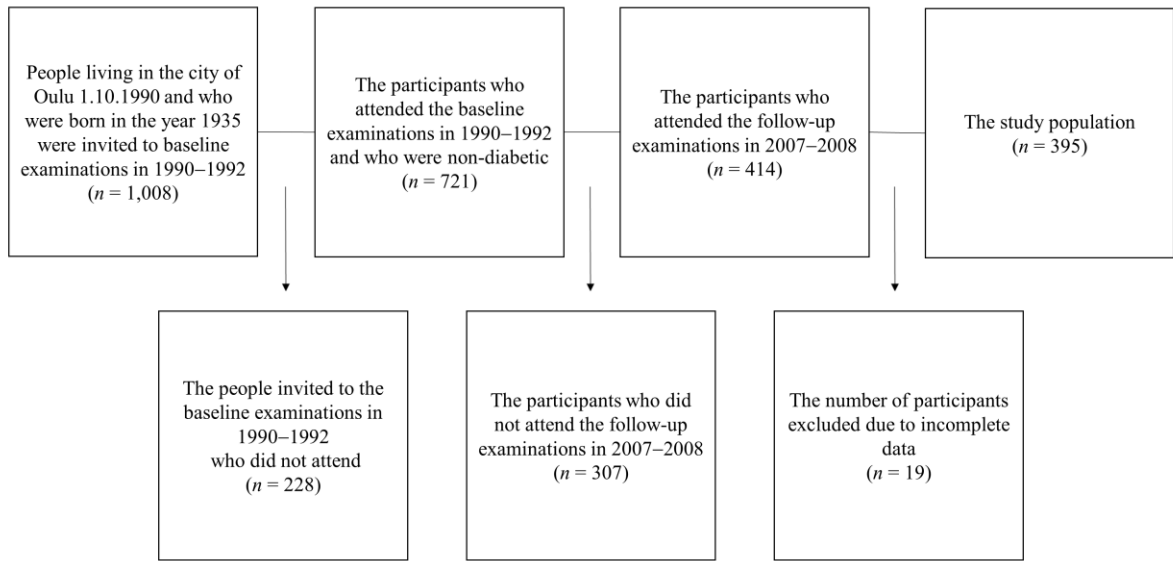 People living in the city of
Oulu 1.10.1990 and who
were born in the year 1935
were invited to baseline
examinations in 1990–1992
(n = 1,008)
The participants who
attended the baseline
examinations in 1990–1992
and who were non-diabetic
(n = 721)
The participants who
attended the follow-up
examinations in 2007–2008
(n = 414)
The study population
(n = 395)
The people invited to the
baseline examinations in
1990–1992
who did not attend
(n = 228)
The participants who did
not attend the follow-up
examinations in 2007–2008
(n = 307)
The number of participants
excluded due to incomplete
data
(n = 19)